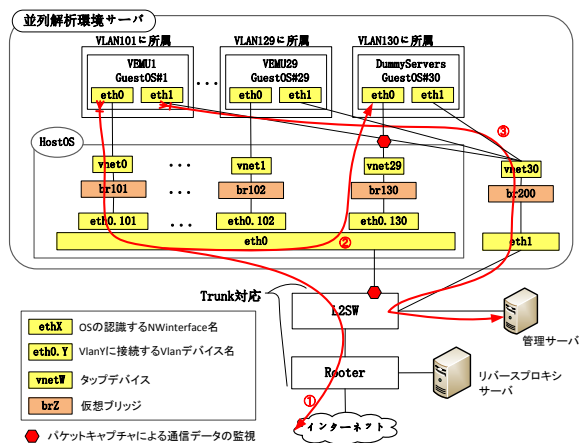 並列解析環境サーバ
VLAN101に所属
VLAN129に所属
VLAN130に所属
VEMU1
GuestOS#1
eth0
eth1
...
VEMU29
GuestOS#29
eth0
eth1
DummyServers
GuestOS#30
eth0
eth1
③
HostOS
vnet0
...
vnet1
vnet29
vnet30
br101
...
br102
br130
br200
eth0.101
...
eth0.102
eth0.130
eth0
②
eth1
Trunk対応
L2SW
管理サーバ
Rooter
リバースプロキシ
サーバ
①
インターネット
ethX
OSの認識するNWinterface名
eth0.Y
VlanYに接続するVlanデバイス名
vnetW
タップデバイス
brZ
仮想ブリッジ
パケットキャプチャによる通信データの監視